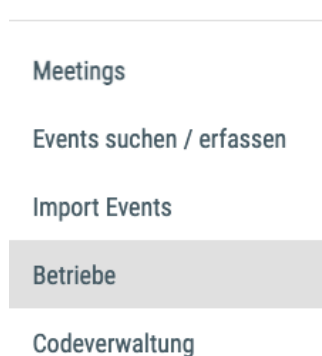 Meetings
Events suchen / erfassen
Import Events
Betriebe
Codeverwaltung